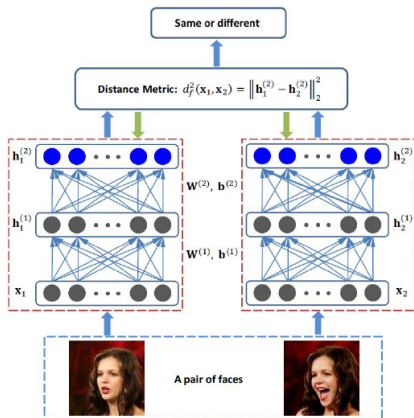 Same or different
Distance Metric: d_f^2(x_1, x_2) = ‖h_1^(2) − h_2^(2)‖_2^2
h_1^(2)
h_2^(2)
W^(2), b^(2)
h_1^(1)
h_2^(1)
W^(1), b^(1)
x_1
x_2
A pair of faces